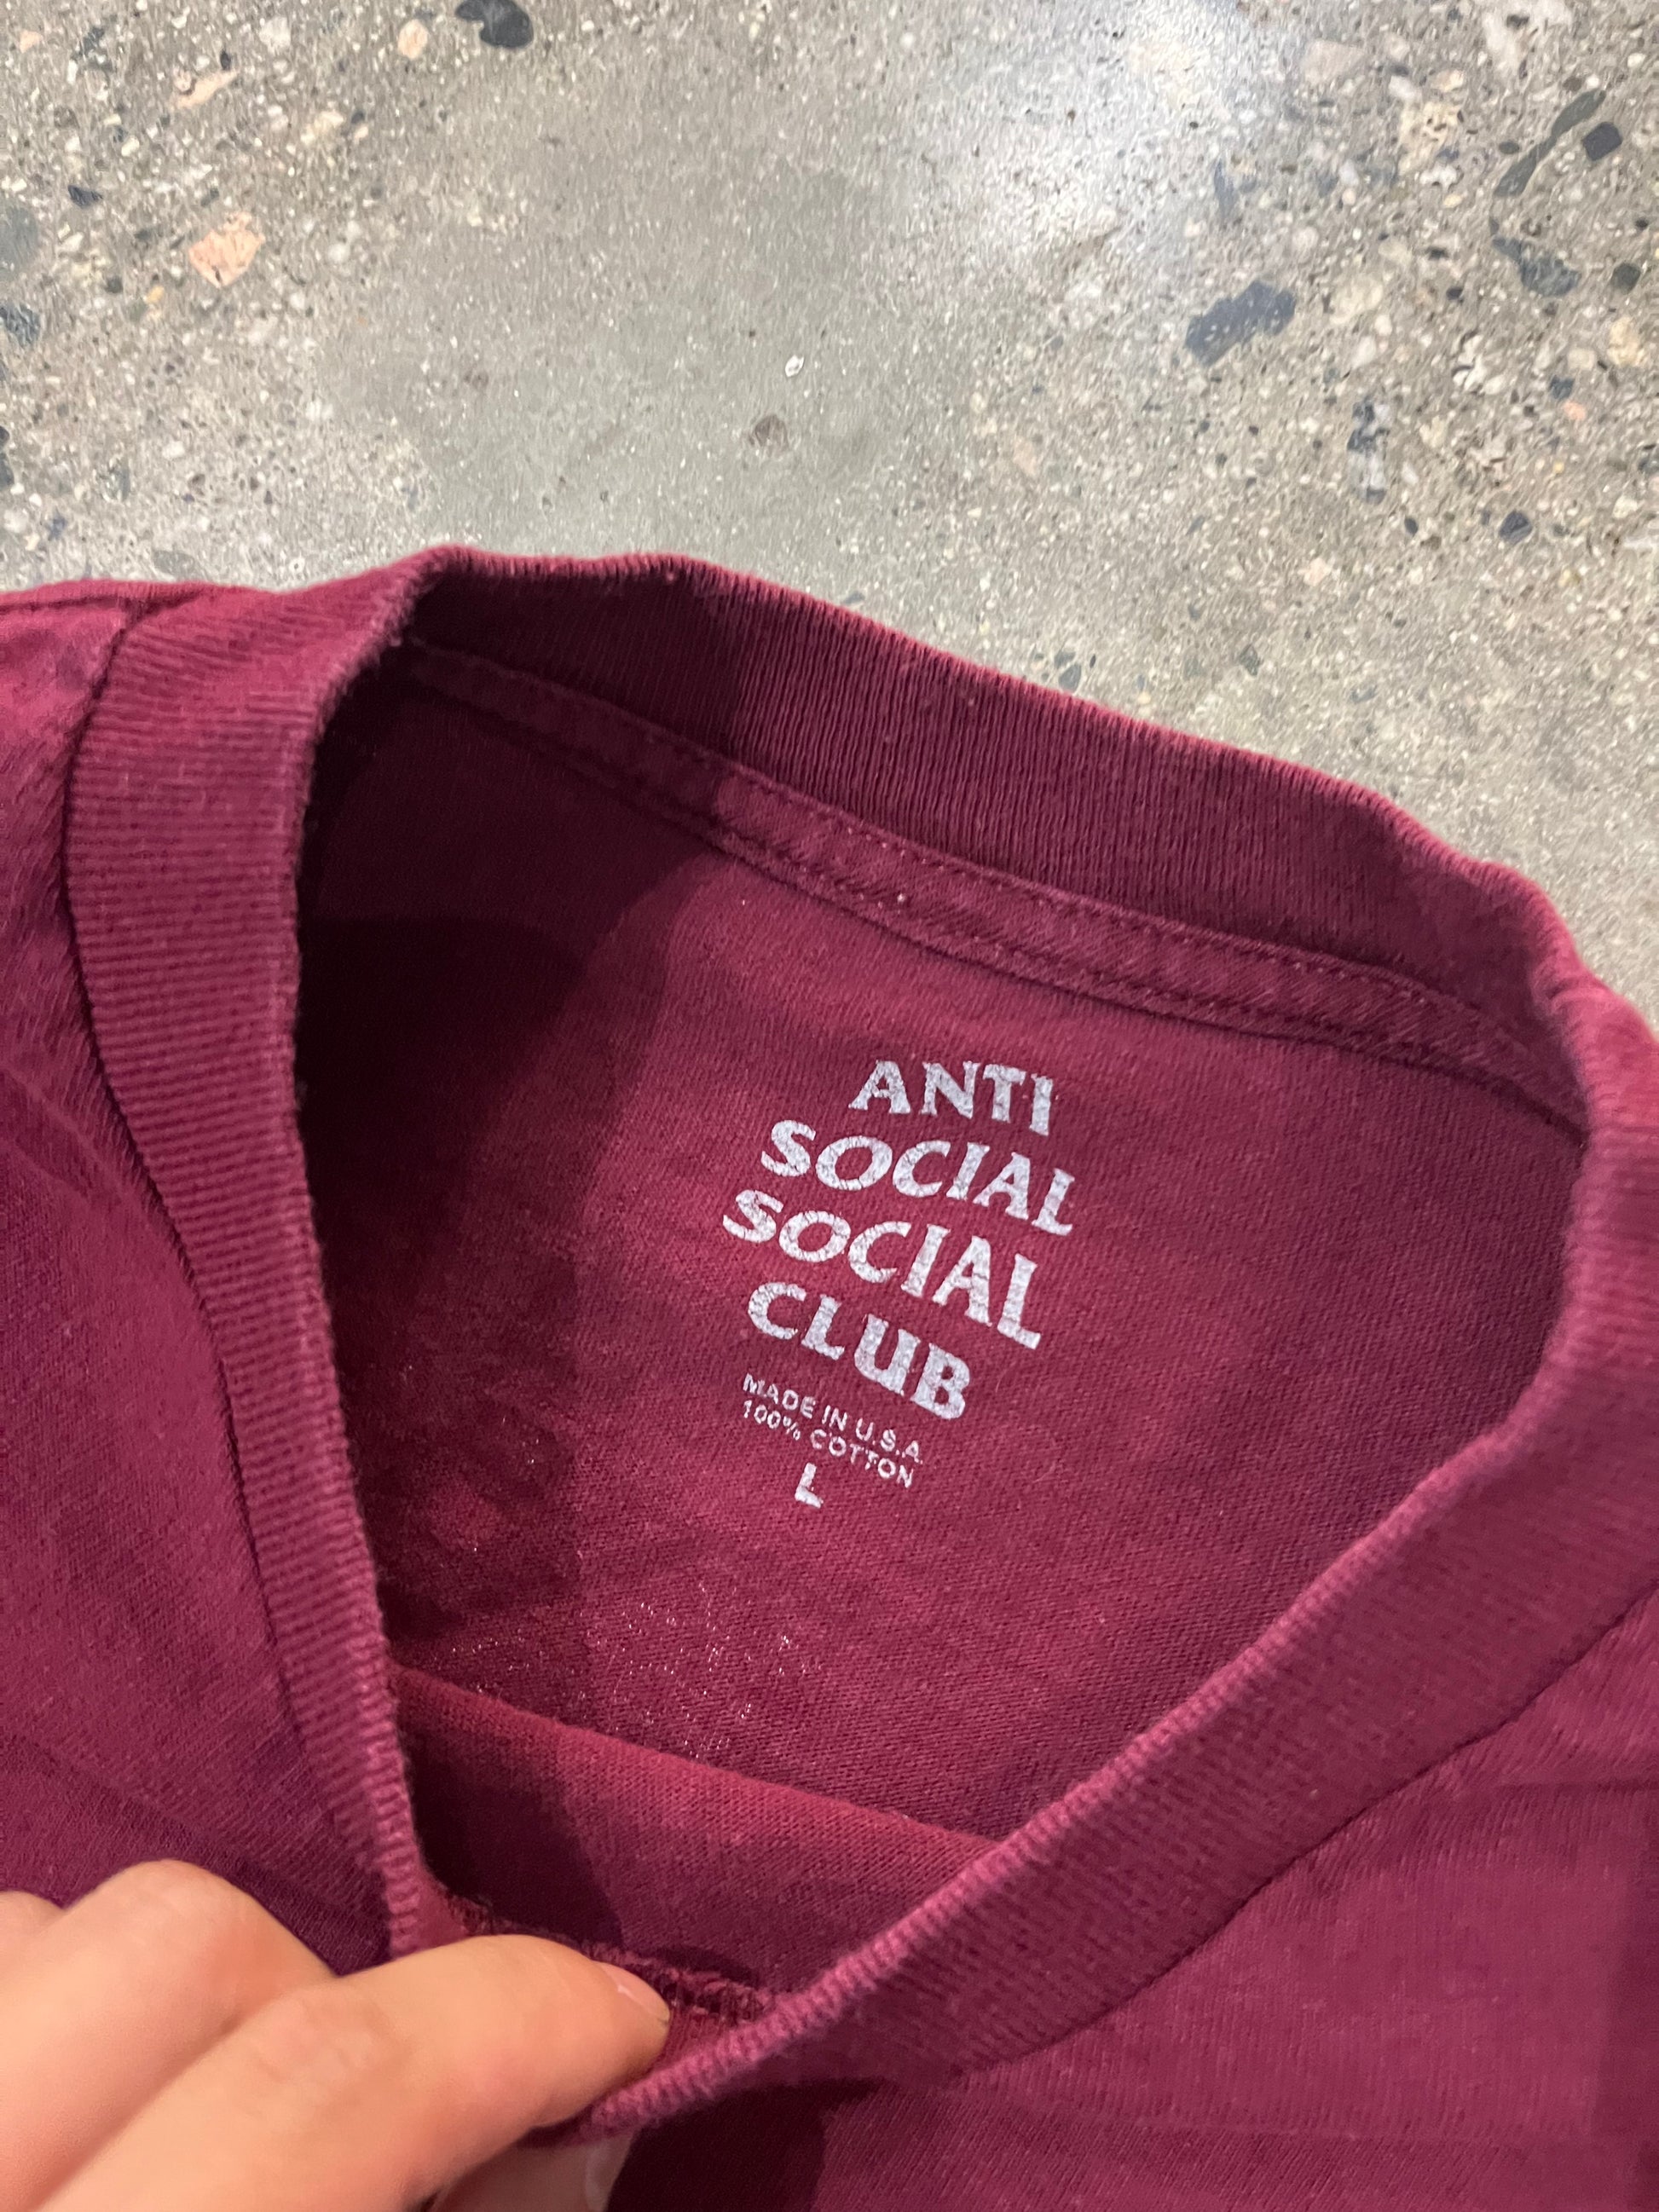 ANTI
SOCIAL
SOCIAL
CLUB
MADE IN U.S.A.
100% COTTON
L